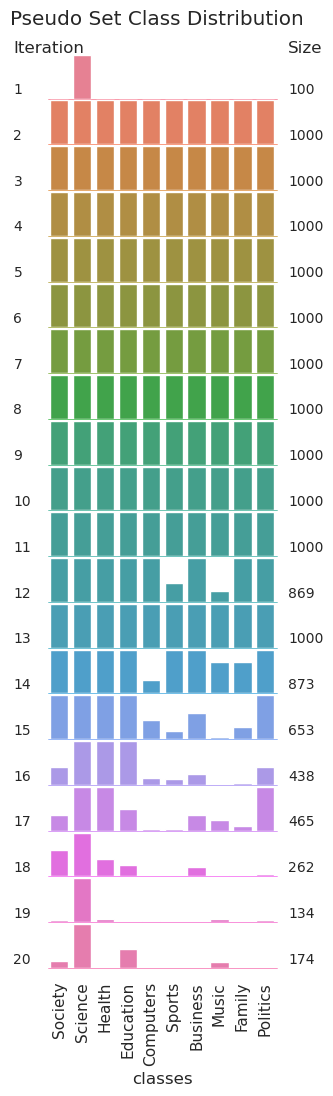 Pseudo Set Class Distribution
Iteration Size
1 100
2 1000
3 1000
4 1000
5 1000
6 1000
7 1000
8 1000
9 1000
10 1000
11 1000
12 869
13 1000
14 873
15 653
16 438
17 465
18 262
19 134
20 174
Society
Science
Health
Education
Computers
Sports
Business
Music
Family
Politics
classes